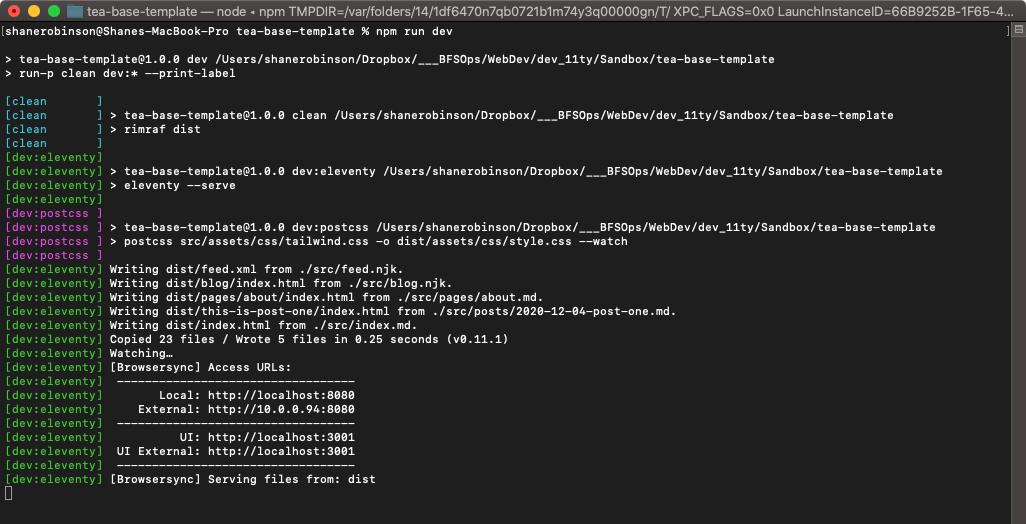 tea-base-template — node ◂ npm TMPDIR=/var/folders/14/1df6470n7qb0721b1m74y3q00000gn/T/ XPC_FLAGS=0x0 LaunchInstanceID=66B9252B-1F65-4...
[shanerobinson@Shanes-MacBook-Pro tea-base-template % npm run dev ]
> tea-base-template@1.0.0 dev /Users/shanerobinson/Dropbox/___BFSOps/WebDev/dev_11ty/Sandbox/tea-base-template
> run-p clean dev:* --print-label
[clean       ]
[clean       ] > tea-base-template@1.0.0 clean /Users/shanerobinson/Dropbox/___BFSOps/WebDev/dev_11ty/Sandbox/tea-base-template
[clean       ] > rimraf dist
[clean       ]
[dev:eleventy]
[dev:eleventy] > tea-base-template@1.0.0 dev:eleventy /Users/shanerobinson/Dropbox/___BFSOps/WebDev/dev_11ty/Sandbox/tea-base-template
[dev:eleventy] > eleventy --serve
[dev:eleventy]
[dev:postcss ]
[dev:postcss ] > tea-base-template@1.0.0 dev:postcss /Users/shanerobinson/Dropbox/___BFSOps/WebDev/dev_11ty/Sandbox/tea-base-template
[dev:postcss ] > postcss src/assets/css/tailwind.css -o dist/assets/css/style.css --watch
[dev:postcss ]
[dev:eleventy] Writing dist/feed.xml from ./src/feed.njk.
[dev:eleventy] Writing dist/blog/index.html from ./src/blog.njk.
[dev:eleventy] Writing dist/pages/about/index.html from ./src/pages/about.md.
[dev:eleventy] Writing dist/this-is-post-one/index.html from ./src/posts/2020-12-04-post-one.md.
[dev:eleventy] Writing dist/index.html from ./src/index.md.
[dev:eleventy] Copied 23 files / Wrote 5 files in 0.25 seconds (v0.11.1)
[dev:eleventy] Watching…
[dev:eleventy] [Browsersync] Access URLs:
[dev:eleventy]  ----------------------------------
[dev:eleventy]        Local: http://localhost:8080
[dev:eleventy]     External: http://10.0.0.94:8080
[dev:eleventy]  ----------------------------------
[dev:eleventy]           UI: http://localhost:3001
[dev:eleventy]  UI External: http://localhost:3001
[dev:eleventy]  ----------------------------------
[dev:eleventy] [Browsersync] Serving files from: dist